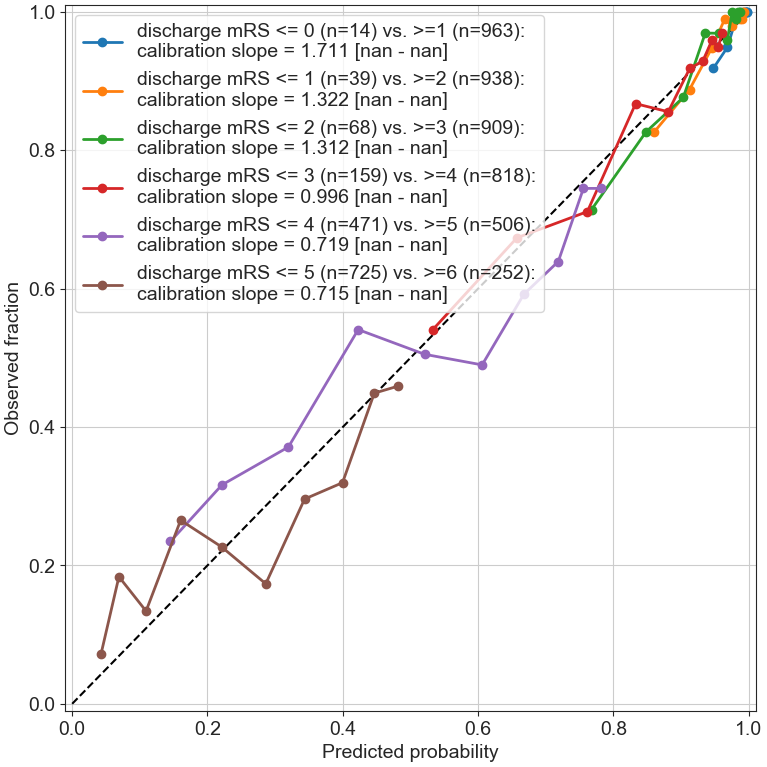 discharge mRS <= 0 (n=14) vs. >=1 (n=963):
calibration slope = 1.711 [nan - nan]
discharge mRS <= 1 (n=39) vs. >=2 (n=938):
calibration slope = 1.322 [nan - nan]
discharge mRS <= 2 (n=68) vs. >=3 (n=909):
calibration slope = 1.312 [nan - nan]
discharge mRS <= 3 (n=159) vs. >=4 (n=818):
calibration slope = 0.996 [nan - nan]
discharge mRS <= 4 (n=471) vs. >=5 (n=506):
calibration slope = 0.719 [nan - nan]
discharge mRS <= 5 (n=725) vs. >=6 (n=252):
calibration slope = 0.715 [nan - nan]
1.0
0.8
0.6
0.4
0.2
0.0
Observed fraction
0.0 0.2 0.4 0.6 0.8 1.0
Predicted probability